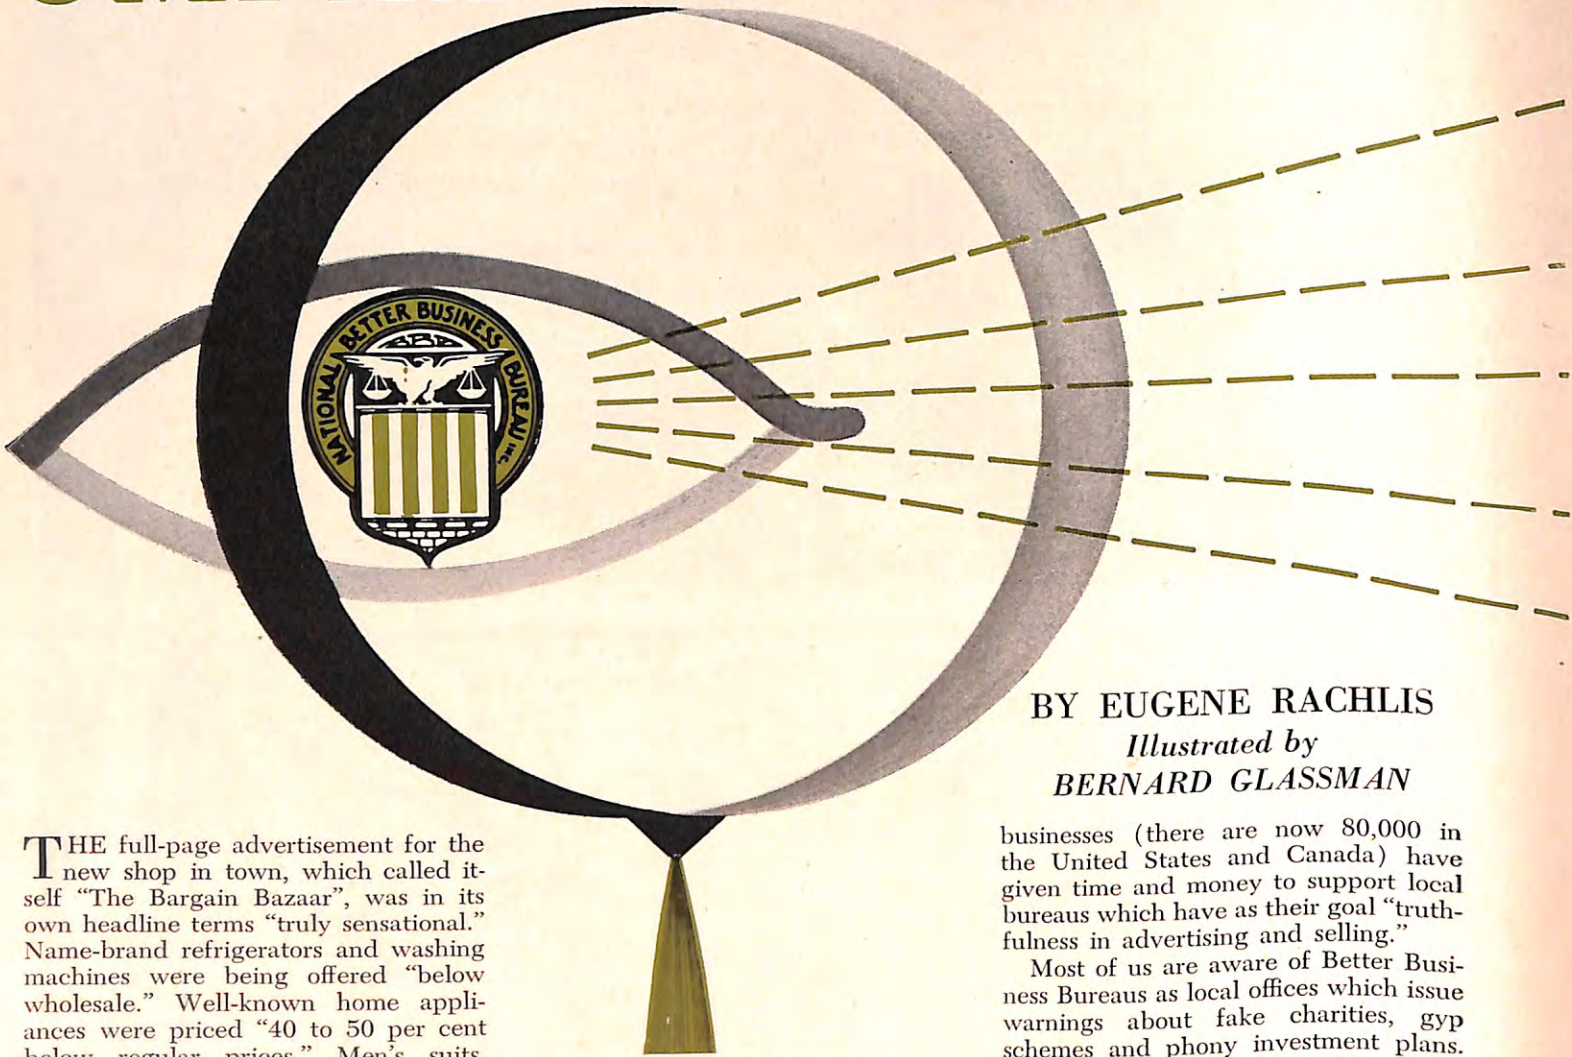 NATIONAL BETTER BUSINESS BUREAU INC.
BBB
BY EUGENE RACHLIS
Illustrated by
BERNARD GLASSMAN
THE full-page advertisement for the
new shop in town, which called it-
self “The Bargain Bazaar”, was in its
own headline terms “truly sensational.”
Name-brand refrigerators and washing
machines were being offered “below
wholesale.” Well-known home appli-
ances were priced “40 to 50 per cent
below regular prices.” Men's suits,
businesses (there are now 80,000 in
the United States and Canada) have
given time and money to support local
bureaus which have as their goal “truth-
fulness in advertising and selling.”
Most of us are aware of Better Busi-
ness Bureaus as local offices which issue
warnings about fake charities, gyp
schemes and phony investment plans.